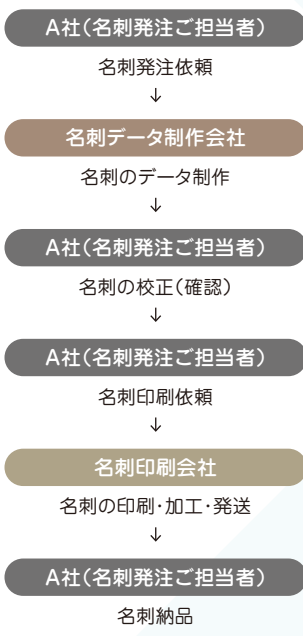 A社（名刺発注ご担当者）
名刺発注依頼
↓
名刺データ制作会社
名刺のデータ制作
↓
A社（名刺発注ご担当者）
名刺の校正（確認）
↓
A社（名刺発注ご担当者）
名刺印刷依頼
↓
名刺印刷会社
名刺の印刷・加工・発送
↓
A社（名刺発注ご担当者）
名刺納品